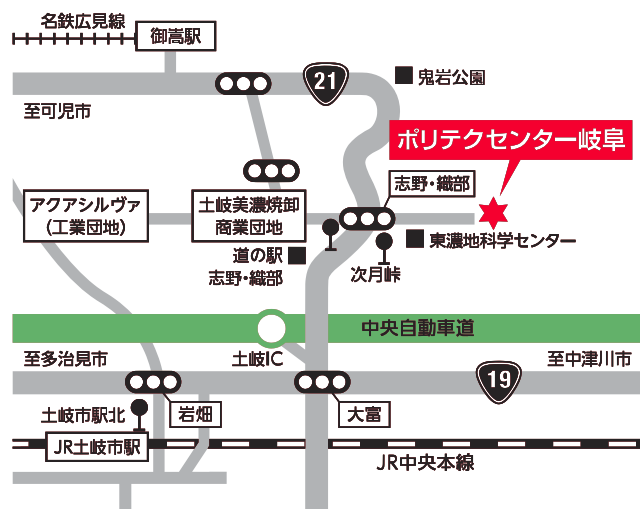 名鉄広見線
御嵩駅
21
鬼岩公園
至可児市
ポリテクセンター岐阜
志野・織部
アクアシルヴァ
(工業団地)
土岐美濃焼卸
商業団地
道の駅
志野・織部
東濃地科学センター
次月峠
中央自動車道
至多治見市
土岐IC
至中津川市
19
土岐市駅北
岩畑
大富
JR土岐市駅
JR中央本線